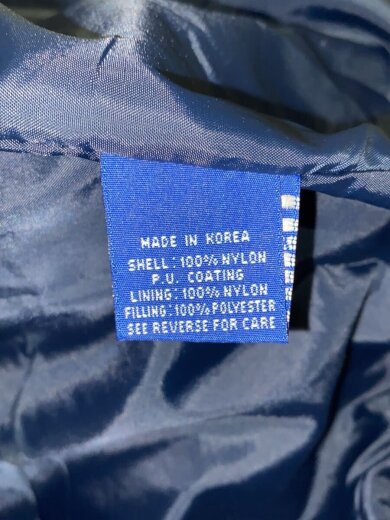 MADE IN KOREA
SHELL: 100% NYLON
P.U. COATING
LINING: 100% NYLON
FILLING: 100% POLYESTER
SEE REVERSE FOR CARE